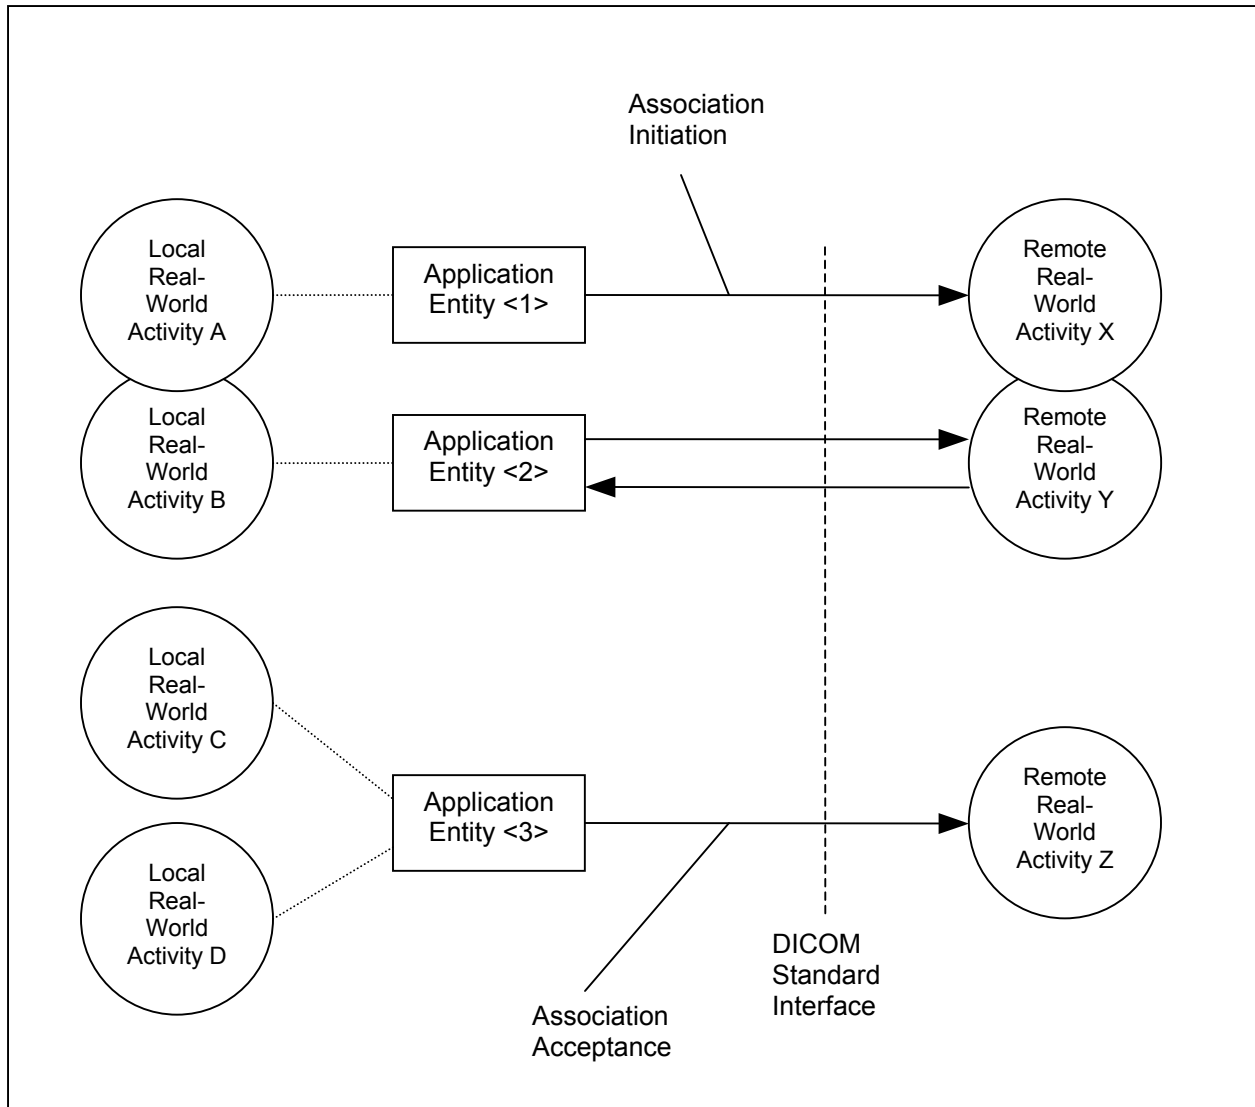 Association
Initiation
Local
Real-
World
Activity A
Application
Entity <1>
Remote
Real-
World
Activity X
Local
Real-
World
Activity B
Application
Entity <2>
Remote
Real-
World
Activity Y
Local
Real-
World
Activity C
Application
Entity <3>
Remote
Real-
World
Activity Z
Local
Real-
World
Activity D
DICOM
Standard
Interface
Association
Acceptance